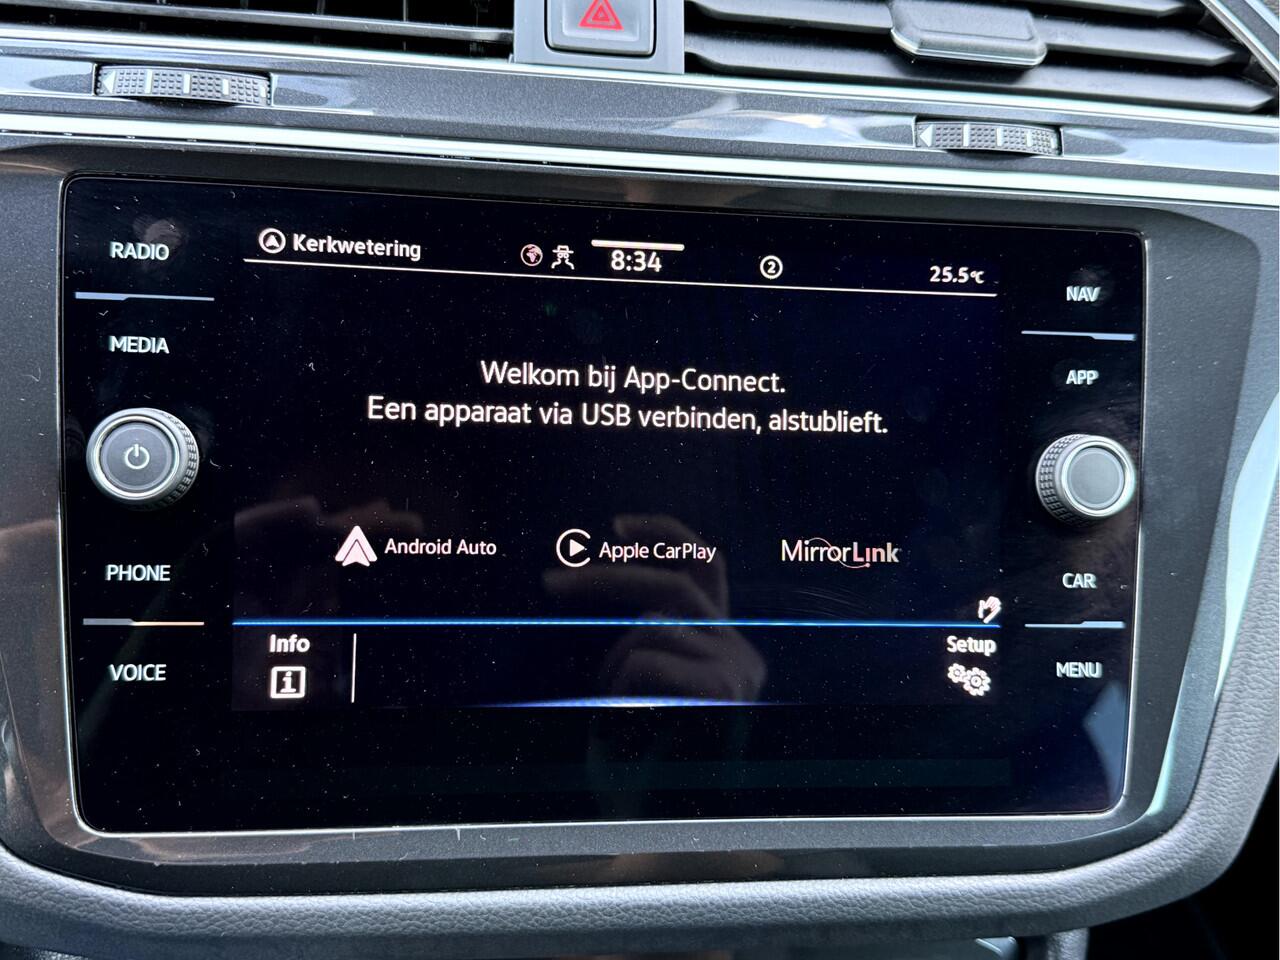 RADIO
MEDIA
PHONE
VOICE
Kerkwetering
8:34
2
25.5°C
Welkom bij App-Connect.
Een apparaat via USB verbinden, alstublieft.
Android Auto
Apple CarPlay
MirrorLink
Info
Setup
NAV
APP
CAR
MENU